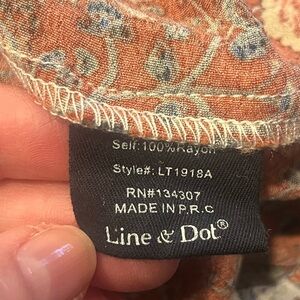 Self: 100% Rayon
Style#: LT1918A
RN#134307
MADE IN P.R.C
Line & Dot®